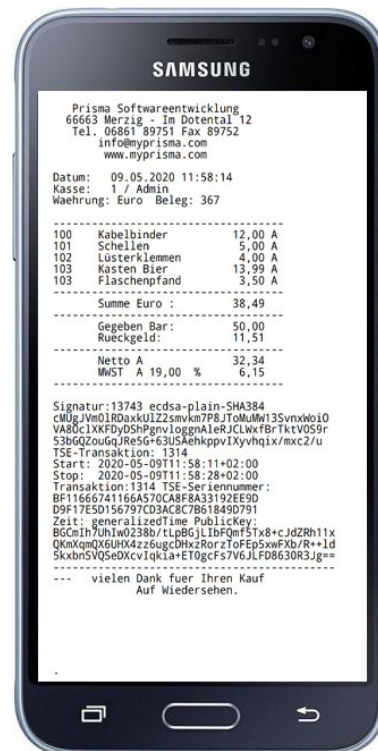 SAMSUNG
Prisma Softwareentwicklung
66663 Merzig - Im Dotental 12
Tel. 06861 89751 Fax 89752
info@myprisma.com
www.myprisma.com
Datum: 09.05.2020 11:58:14
Kasse: 1 / Admin
Waehrung: Euro Beleg: 367
----------------------------------
100 Kabelbinder 12,00 A
101 Schellen 5,00 A
102 Lüsterklemmen 4,00 A
103 Kasten Bier 13,99 A
103 Flaschenpfand 3,50 A
----------------------------------
Summe Euro : 38,49
----------------------------------
Gegeben Bar: 50,00
Rueckgeld: 11,51
----------------------------------
Netto A 32,34
MWST A 19,00 % 6,15
----------------------------------
Signatur:13743 ecdsa-plain-SHA384
TSE-Transaktion: 1314
Start: 2020-05-09T11:58:11+02:00
Stop: 2020-05-09T11:58:28+02:00
Transaktion:1314 TSE-Seriennummer:
BF11666741166A570CA8F8A33192EE9D
D9F17E5D156797CD3AC8C7B61849D791
Zeit: generalizedTime PublicKey:
----------------------------------
--- vielen Dank fuer Ihren Kauf
Auf Wiedersehen.
.